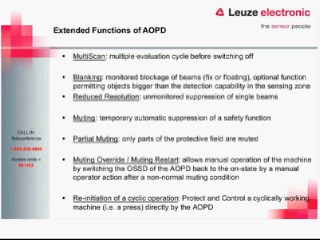 Leuze electronic
the sensor people
Extended Functions of AOPD
MultiScan: multiple evaluation cycle before switching off
Blanking: monitored blockage of beams (fix or floating), optional function
permitting objects bigger than the detection capability in the sensing zone
Reduced Resolution: unmonitored suppression of single beams
Muting: temporary automatic suppression of a safety function
CALL IN
Teleconference
Access code =
Partial Muting: only parts of the protective field are muted
Muting Override / Muting Restart: allows manual operation of the machine
by switching the OSSD of the AOPD back to the on-state by a manual
operator action after a non-normal muting condition
Re-initiation of a cyclic operation: Protect and Control a cyclically working
machine (i.e. a press) directly by the AOPD